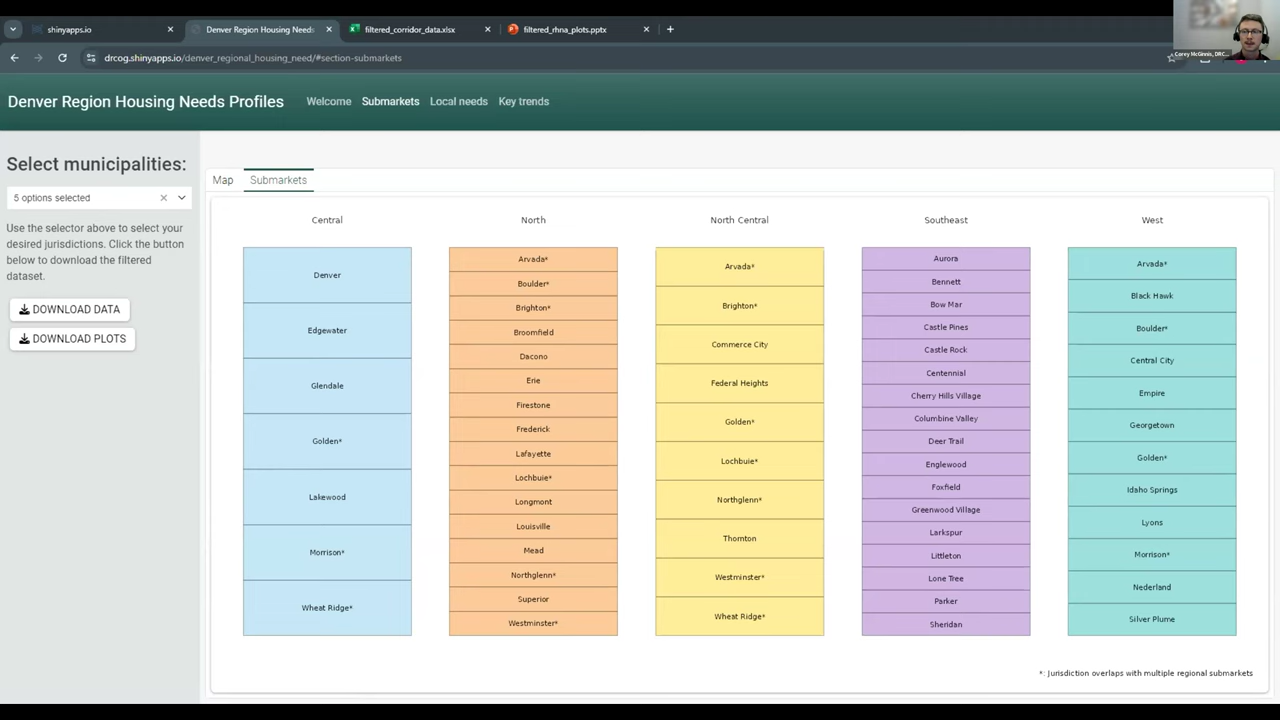 shinyapps.io
Denver Region Housing Needs
filtered_corridor_data.xlsx
filtered_rhna_plots.pptx
drcog.shinyapps.io/denver_regional_housing_need/#section-submarkets
Corey McGinnis, DRC...
Denver Region Housing Needs Profiles
Welcome
Submarkets
Local needs
Key trends
Select municipalities:
5 options selected
Use the selector above to select your
desired jurisdictions. Click the button
below to download the filtered
dataset.
DOWNLOAD DATA
DOWNLOAD PLOTS
Map
Submarkets
Central
Denver
Edgewater
Glendale
Golden*
Lakewood
Morrison*
Wheat Ridge*
North
Arvada*
Boulder*
Brighton*
Broomfield
Dacono
Erie
Firestone
Frederick
Lafayette
Lochbuie*
Longmont
Louisville
Mead
Northglenn*
Superior
Westminster*
North Central
Arvada*
Brighton*
Commerce City
Federal Heights
Golden*
Lochbuie*
Northglenn*
Thornton
Westminster*
Wheat Ridge*
Southeast
Aurora
Bennett
Bow Mar
Castle Pines
Castle Rock
Centennial
Cherry Hills Village
Columbine Valley
Deer Trail
Englewood
Foxfield
Greenwood Village
Larkspur
Littleton
Lone Tree
Parker
Sheridan
West
Arvada*
Black Hawk
Boulder*
Central City
Empire
Georgetown
Golden*
Idaho Springs
Lyons
Morrison*
Nederland
Silver Plume
*: Jurisdiction overlaps with multiple regional submarkets